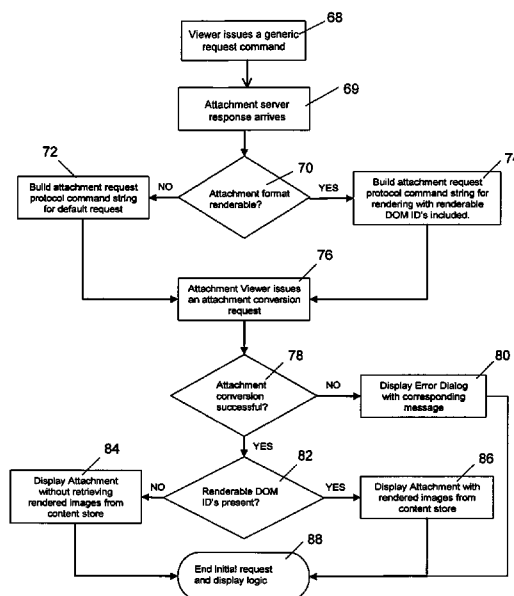 68
Viewer issues a generic
request command
69
Attachment server
response arrives
72
Build attachment request
protocol command string
for default request
NO
70
Attachment format
renderable?
YES
74
Build attachment request
protocol command string for
rendering with renderable
DOM ID's included.
76
Attachment Viewer issues
an attachment conversion
request
78
Attachment
conversion
successful?
NO
80
Display Error Dialog
with corresponding
message
YES
84
Display Attachment
without retrieving
rendered images from
content store
NO
82
Renderable DOM
ID's present?
YES
86
Display Attachment with
rendered images from
content store
88
End initial request
and display logic